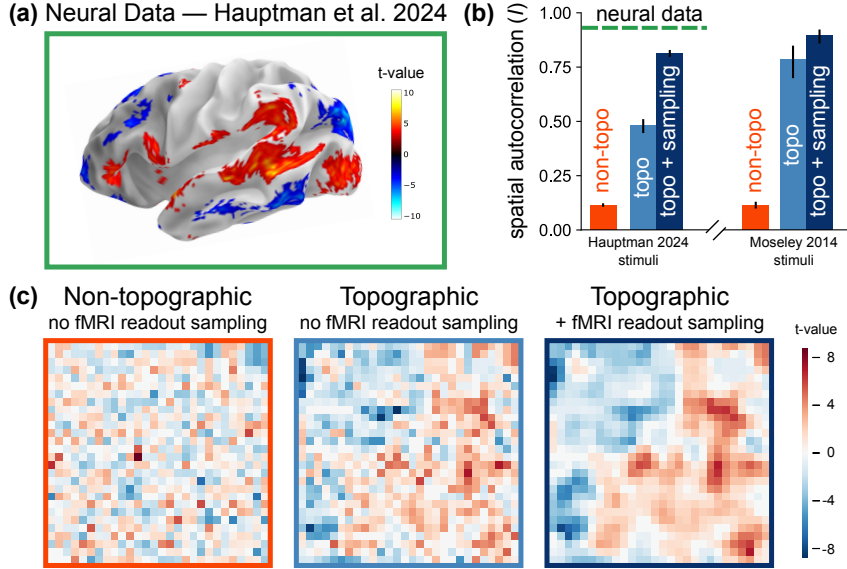 (a) Neural Data — Hauptman et al. 2024
t-value
10
5
0
−5
−10
(b)
spatial autocorrelation (I)
neural data
0.75
0.50
0.25
0.00
non-topo
topo
topo + sampling
non-topo
topo
topo + sampling
Hauptman 2024
stimuli
Moseley 2014
stimuli
(c)
Non-topographic
no fMRI readout sampling
Topographic
no fMRI readout sampling
Topographic
+ fMRI readout sampling
t-value
8
4
0
-4
-8